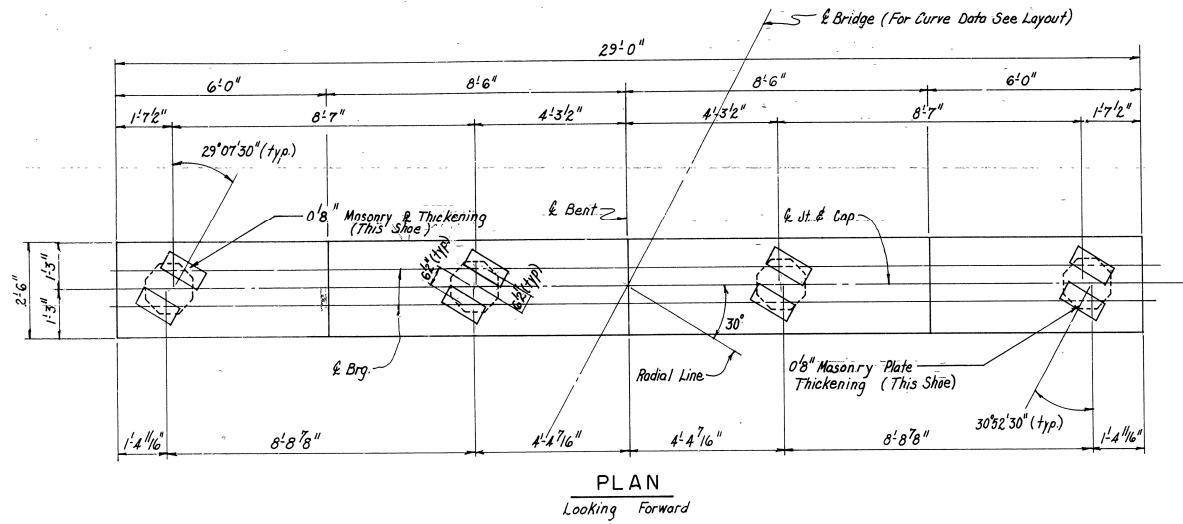 ℄ Bridge (For Curve Data See Layout)
29'-0"
6'-0" 8'-6" 8'-6" 6'-0"
1'-7½" 8'-7" 4'-3½" 4'-3½" 8'-7" 1'-7½"
29°07'30" (typ.)
0'8" Masonry ℄ Thickening
(This Shoe)
℄ Bent
℄ Jt & Cap
2'-6"
1'-3"
1'-3"
6½" (typ)
6½" (typ)
30°
℄ Brg.
Radial Line
0'8" Masonry Plate
Thickening (This Shoe)
30°52'30" (typ.)
1'-4 11/16" 8'-8 7/8" 4'-4 7/16" 4'-4 7/16" 8'-8 7/8" 1'-4 11/16"
PLAN
Looking Forward